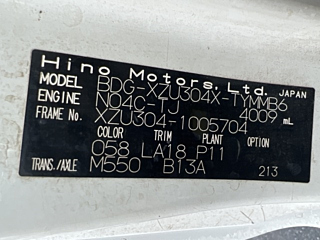 Hino Motors, Ltd. JAPAN
MODEL BDG-XZU304X-TYMMB6
ENGINE N04C-TJ 4009 mL
FRAME No. XZU304-1005704
COLOR TRIM PLANT OPTION
058 LA18 P11
TRANS./AXLE M550 B13A 213